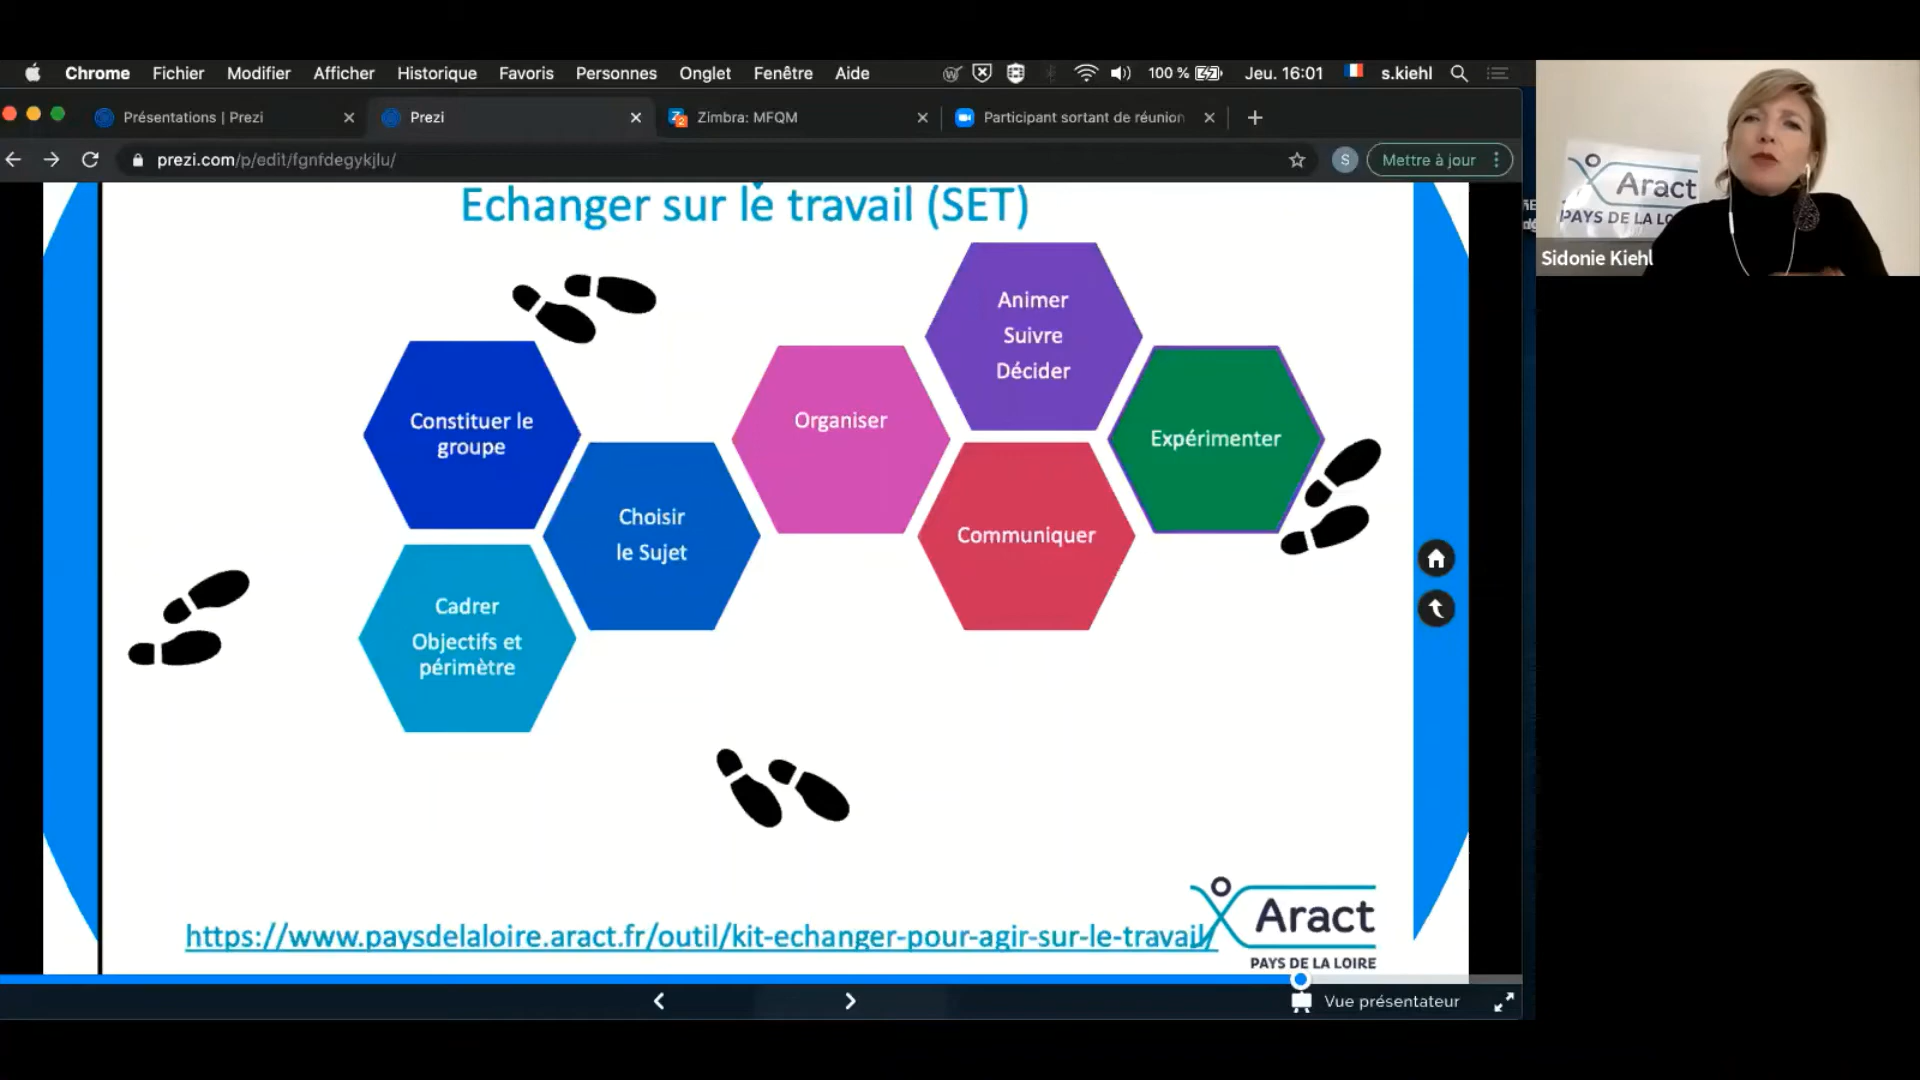 Chrome Fichier Modifier Afficher Historique Favoris Personnes Onglet Fenêtre Aide 100 % Jeu. 16:01 s.kiehl
Présentations | Prezi Prezi Zimbra: MFQM Participant sortant de réunion
prezi.com/p/edit/fgnfdegykjlu/ S Mettre à jour
Echanger sur le travail (SET)
Animer
Suivre
Décider
Constituer le
groupe
Organiser
Expérimenter
Choisir
le Sujet
Communiquer
Cadrer
Objectifs et
périmètre
https://www.paysdelaloire.aract.fr/outil/kit-echanger-pour-agir-sur-le-travail/
Aract
PAYS DE LA LOIRE
Vue présentateur
Aract
PAYS DE LA LO
Sidonie Kiehl